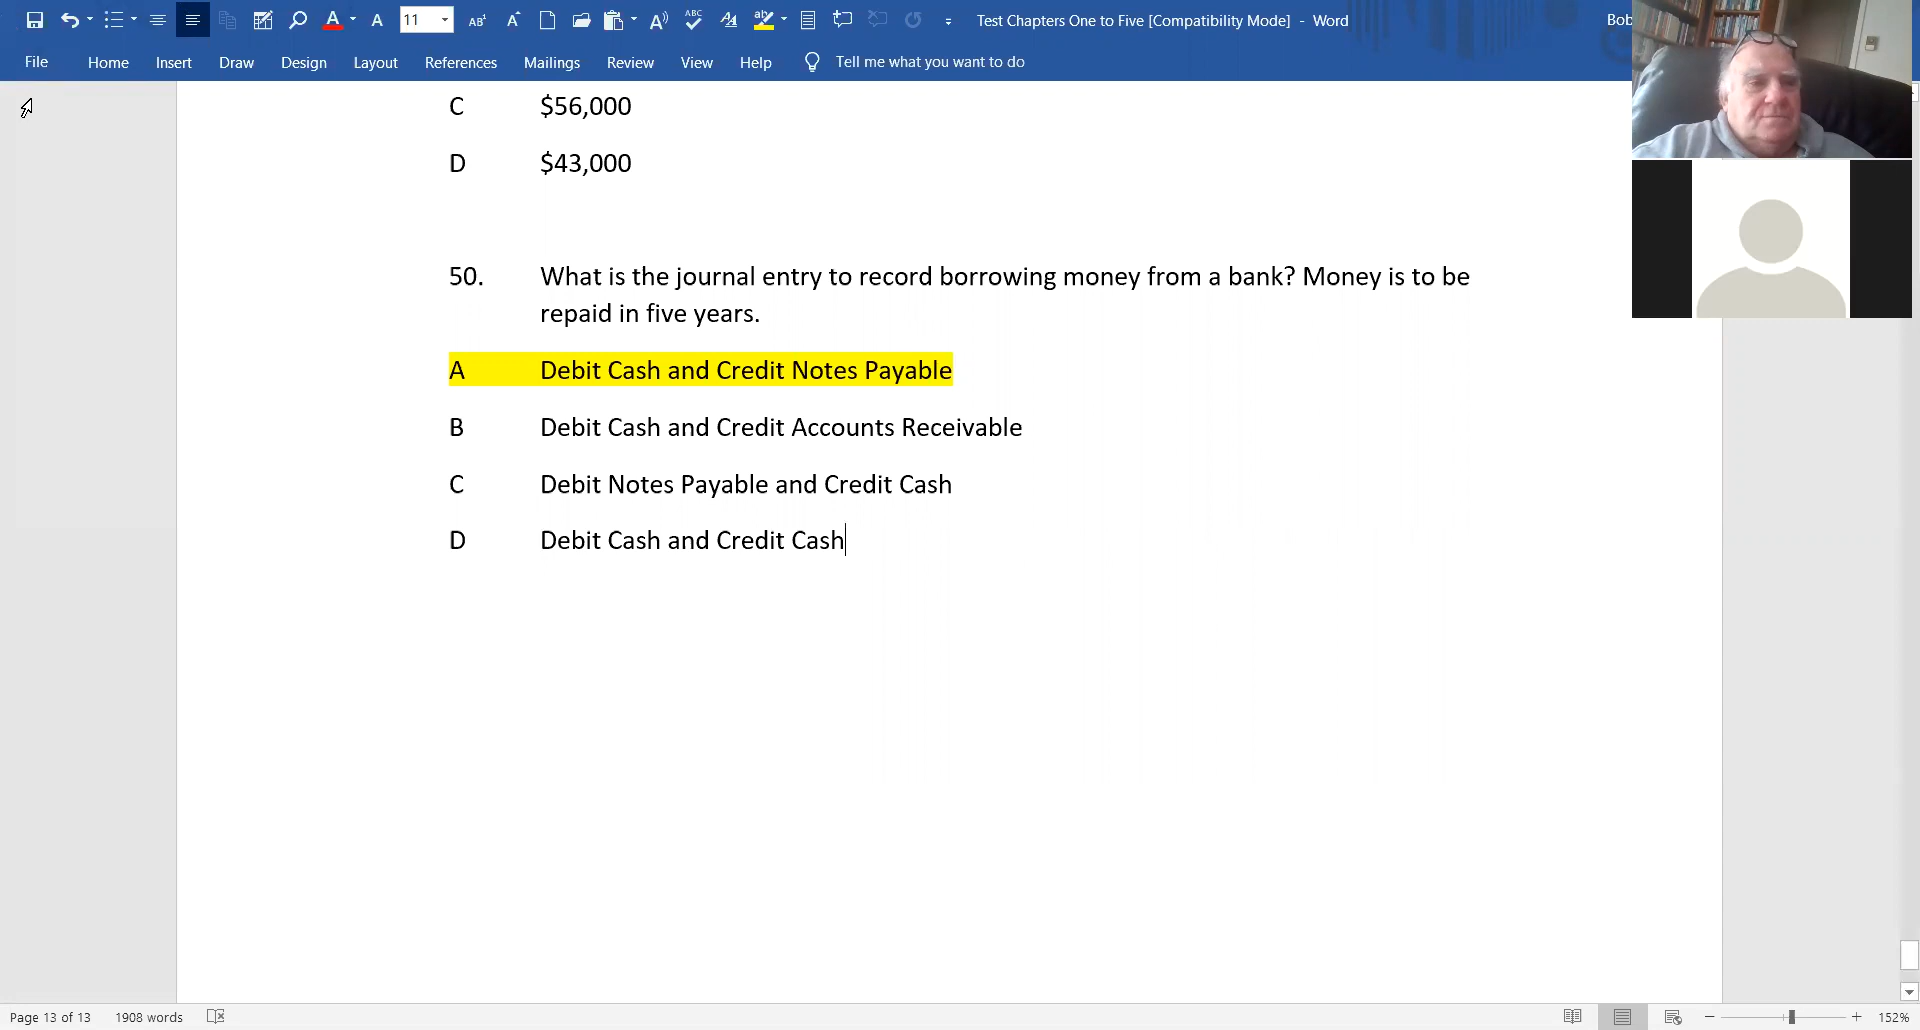 11
Test Chapters One to Five [Compatibility Mode] - Word
Bob
File Home Insert Draw Design Layout References Mailings Review View Help Tell me what you want to do
C $56,000
D $43,000
50. What is the journal entry to record borrowing money from a bank? Money is to be
repaid in five years.
A Debit Cash and Credit Notes Payable
B Debit Cash and Credit Accounts Receivable
C Debit Notes Payable and Credit Cash
D Debit Cash and Credit Cash
Page 13 of 13 1908 words 152%